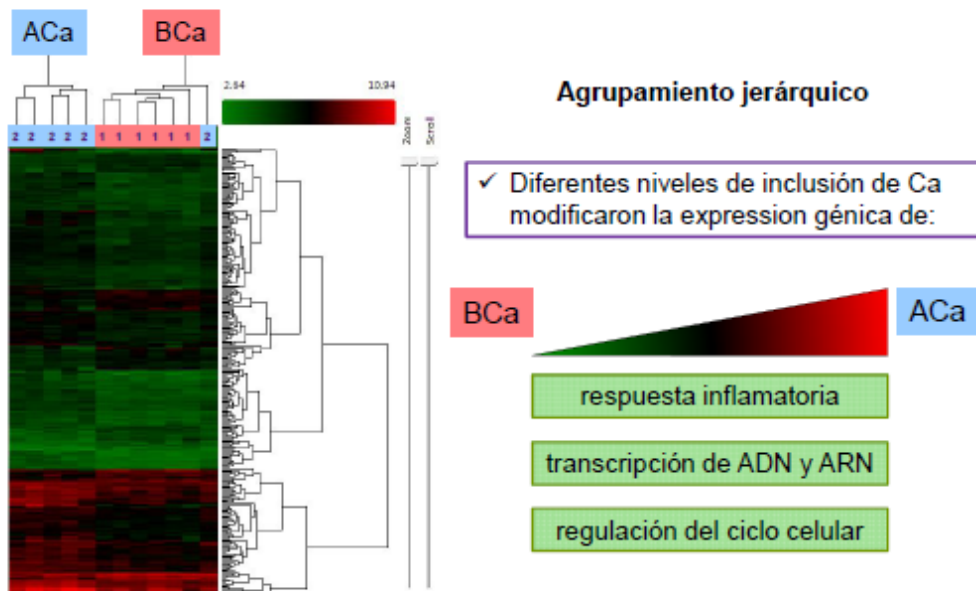 ACa
BCa
2.64
10.94
Zoom
Scroll
2 2 2 2 2 1 1 1 1 1 1 2
Agrupamiento jerárquico
✓ Diferentes niveles de inclusión de Ca
modificaron la expression génica de:
BCa
ACa
respuesta inflamatoria
transcripción de ADN y ARN
regulación del ciclo celular